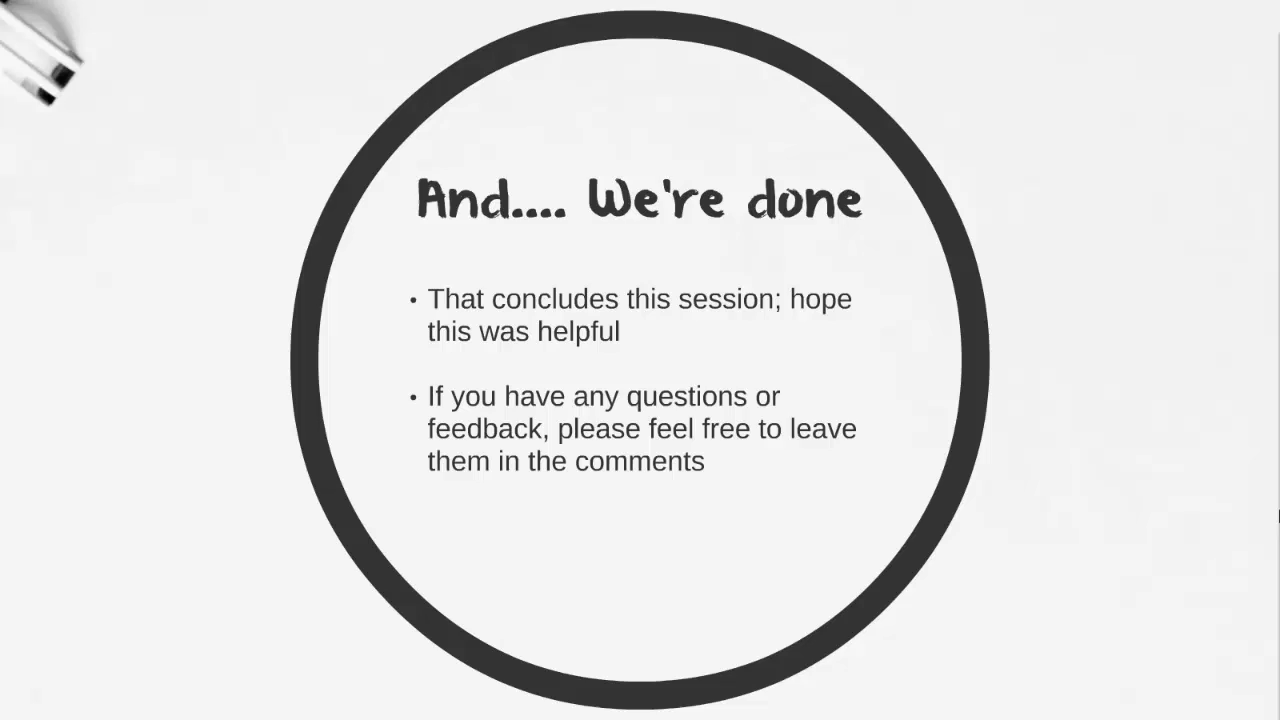 And.... We're done
• That concludes this session; hope
this was helpful
• If you have any questions or
feedback, please feel free to leave
them in the comments